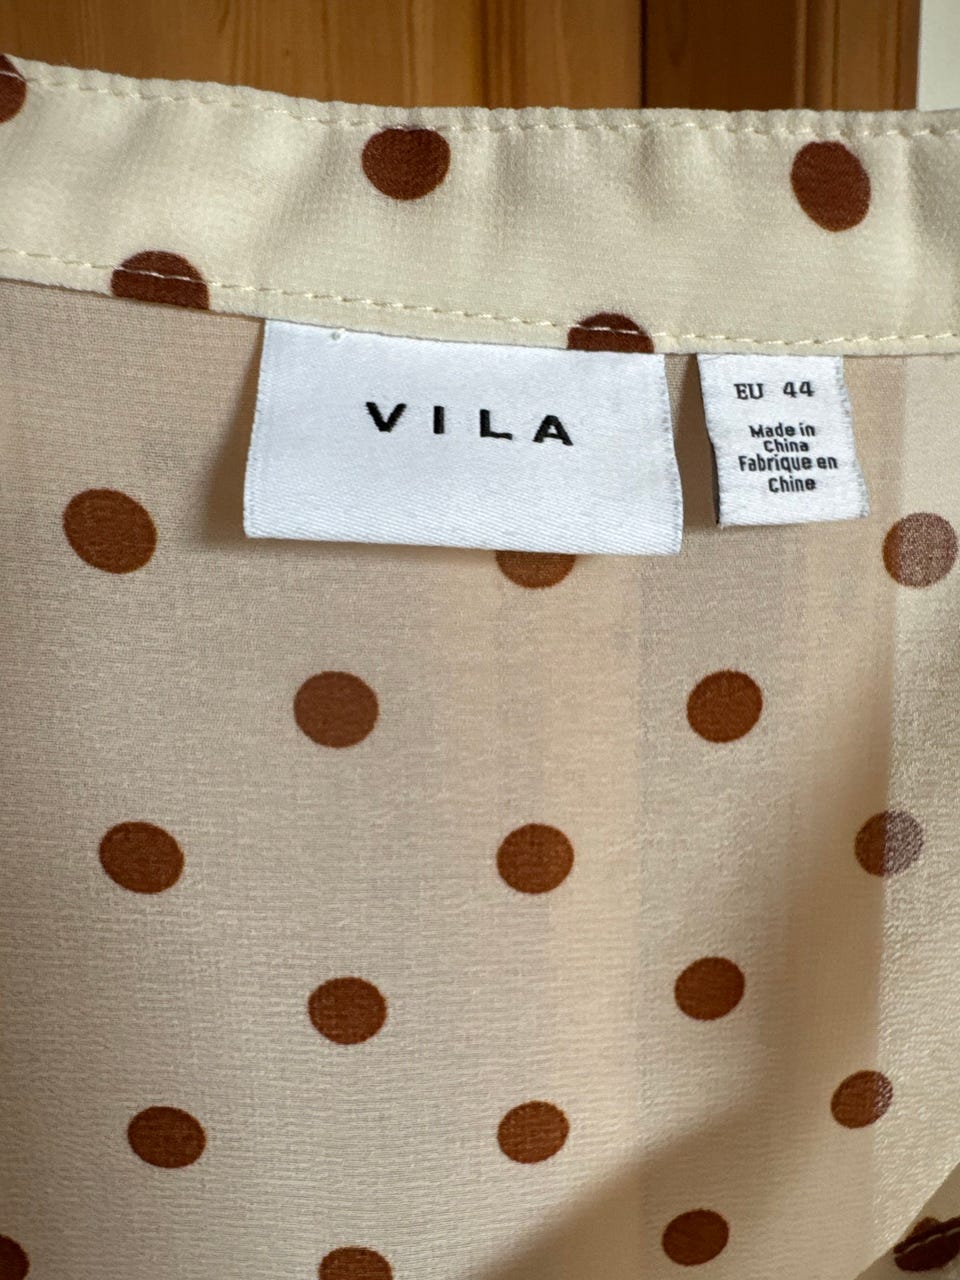 VILA
EU 44
Made in
China
Fabrique en
Chine